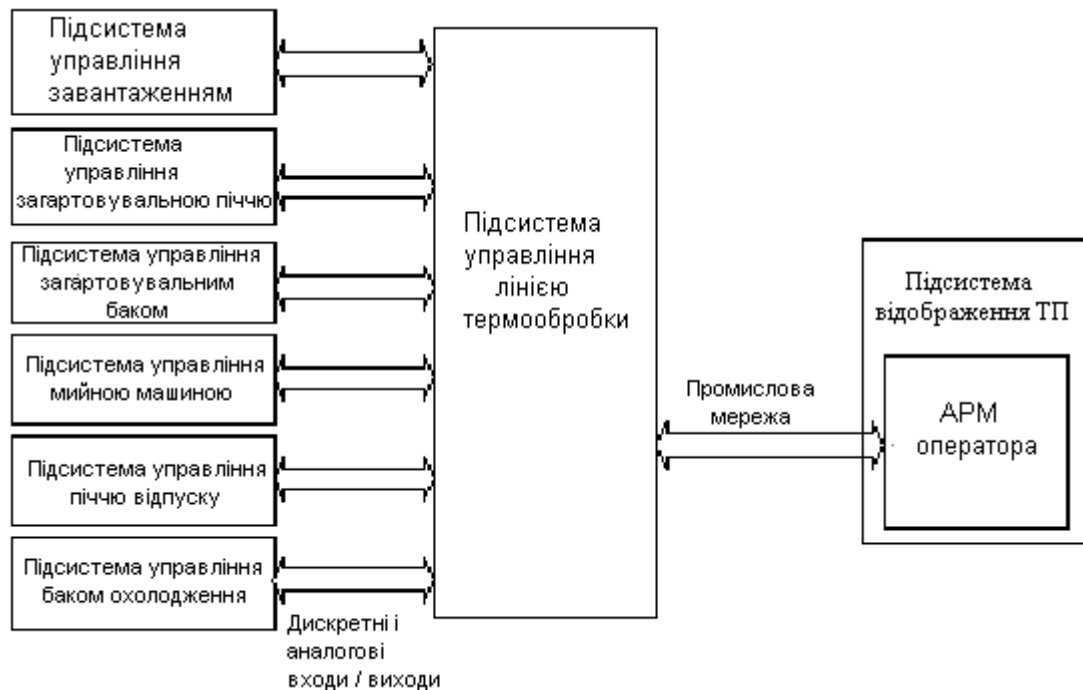 Підсистема
управління
завантаженням
Підсистема
управління
загартовувальною піччю
Підсистема управління
загартовувальним
баком
Підсистема управління
мийною машиною
Підсистема управління
піччю відпуску
Підсистема управління
баком охолодження
Дискретні і
аналогові
входи / виходи
Підсистема
управління
лінією
термообробки
Промислова
мережа
Підсистема
відображення ТП
АРМ
оператора